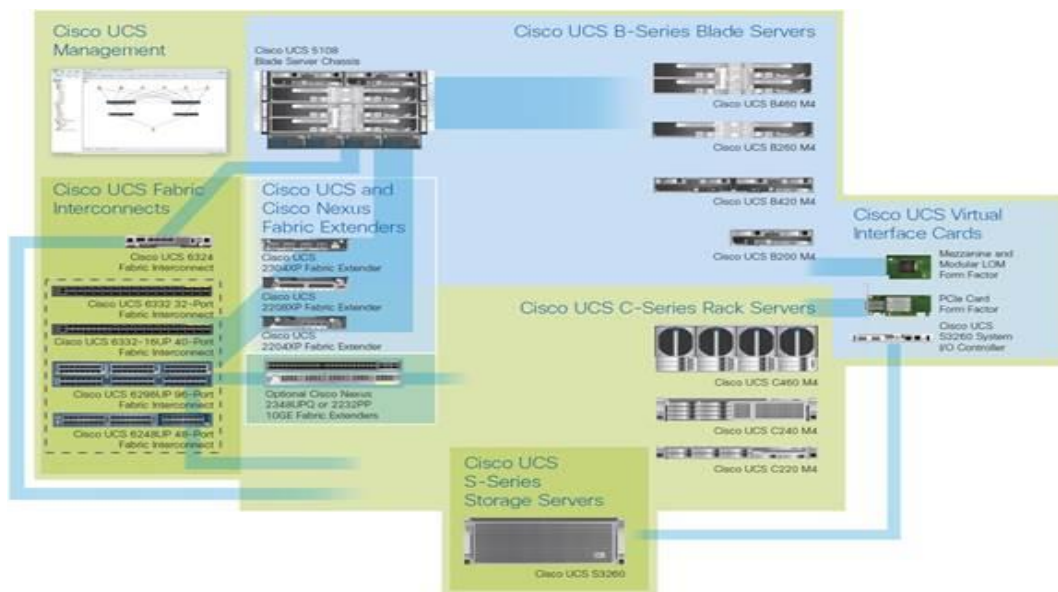 Cisco UCS
Management
Cisco UCS 5108
Blade Server Chassis
Cisco UCS B-Series Blade Servers
Cisco UCS B460 M4
Cisco UCS B260 M4
Cisco UCS B420 M4
Cisco UCS B200 M4
Cisco UCS Fabric
Interconnects
Cisco UCS 6324
Fabric Interconnect
Cisco UCS 6332 32-Port
Fabric Interconnect
Cisco UCS 6332-16UP 40-Port
Fabric Interconnect
Cisco UCS 6296UP 96-Port
Fabric Interconnect
Cisco UCS 6248UP 48-Port
Fabric Interconnect
Cisco UCS and
Cisco Nexus
Fabric Extenders
Cisco UCS
2304XP Fabric Extender
Cisco UCS
2208XP Fabric Extender
Cisco UCS
2204XP Fabric Extender
Optional Cisco Nexus
2348UPQ or 2232PP
10GE Fabric Extenders
Cisco UCS Virtual
Interface Cards
Mezzanine and
Modular LOM
Form Factor
PCIe Card
Form Factor
Cisco UCS
S3260 System
I/O Controller
Cisco UCS C-Series Rack Servers
Cisco UCS C460 M4
Cisco UCS C240 M4
Cisco UCS C220 M4
Cisco UCS
S-Series
Storage Servers
Cisco UCS S3260